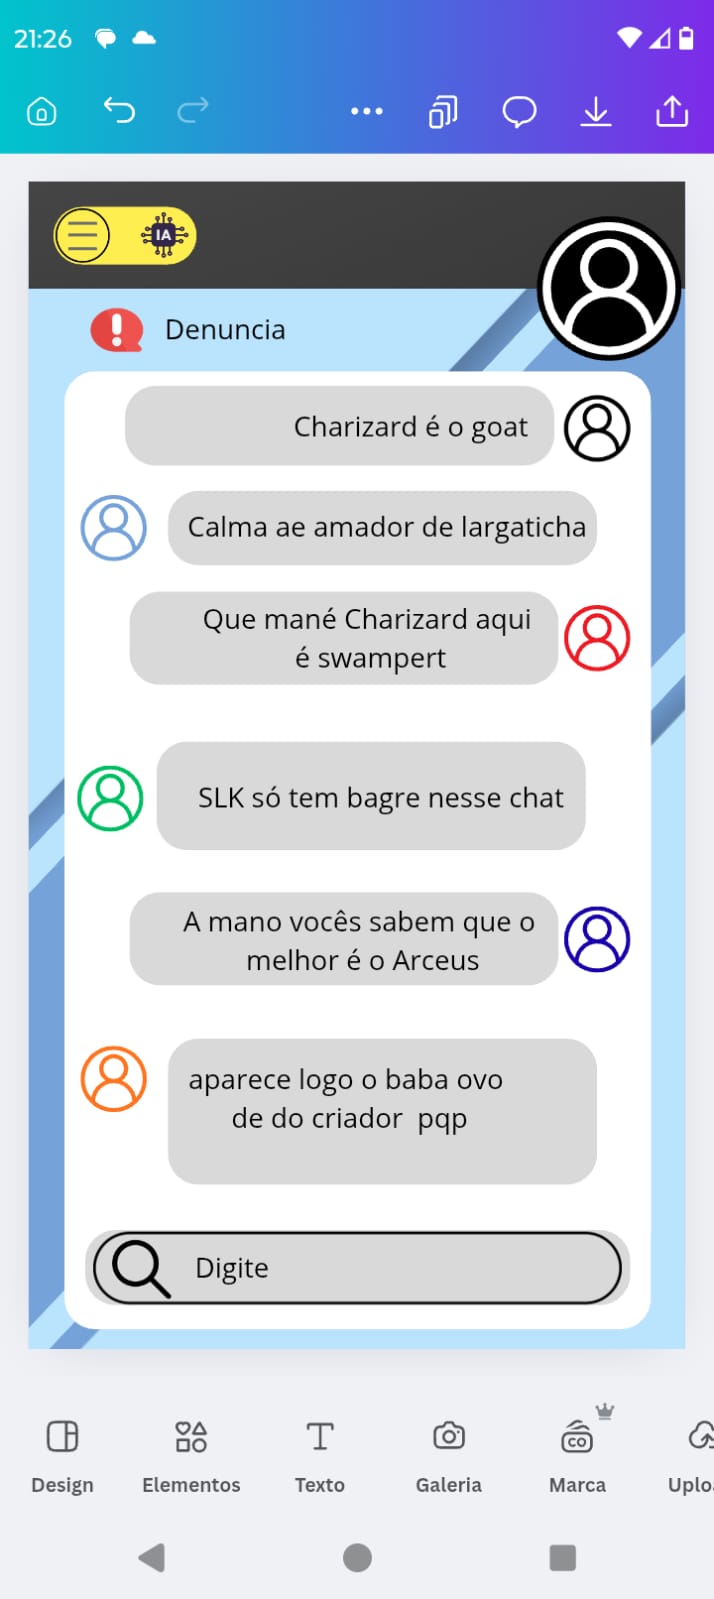 21:26
IA
Denuncia
Charizard é o goat
Calma ae amador de largaticha
Que mané Charizard aqui
é swampert
SLK só tem bagre nesse chat
A mano vocês sabem que o
melhor é o Arceus
aparece logo o baba ovo
de do criador pqp
Digite
CO
Design Elementos Texto Galeria Marca Uplo